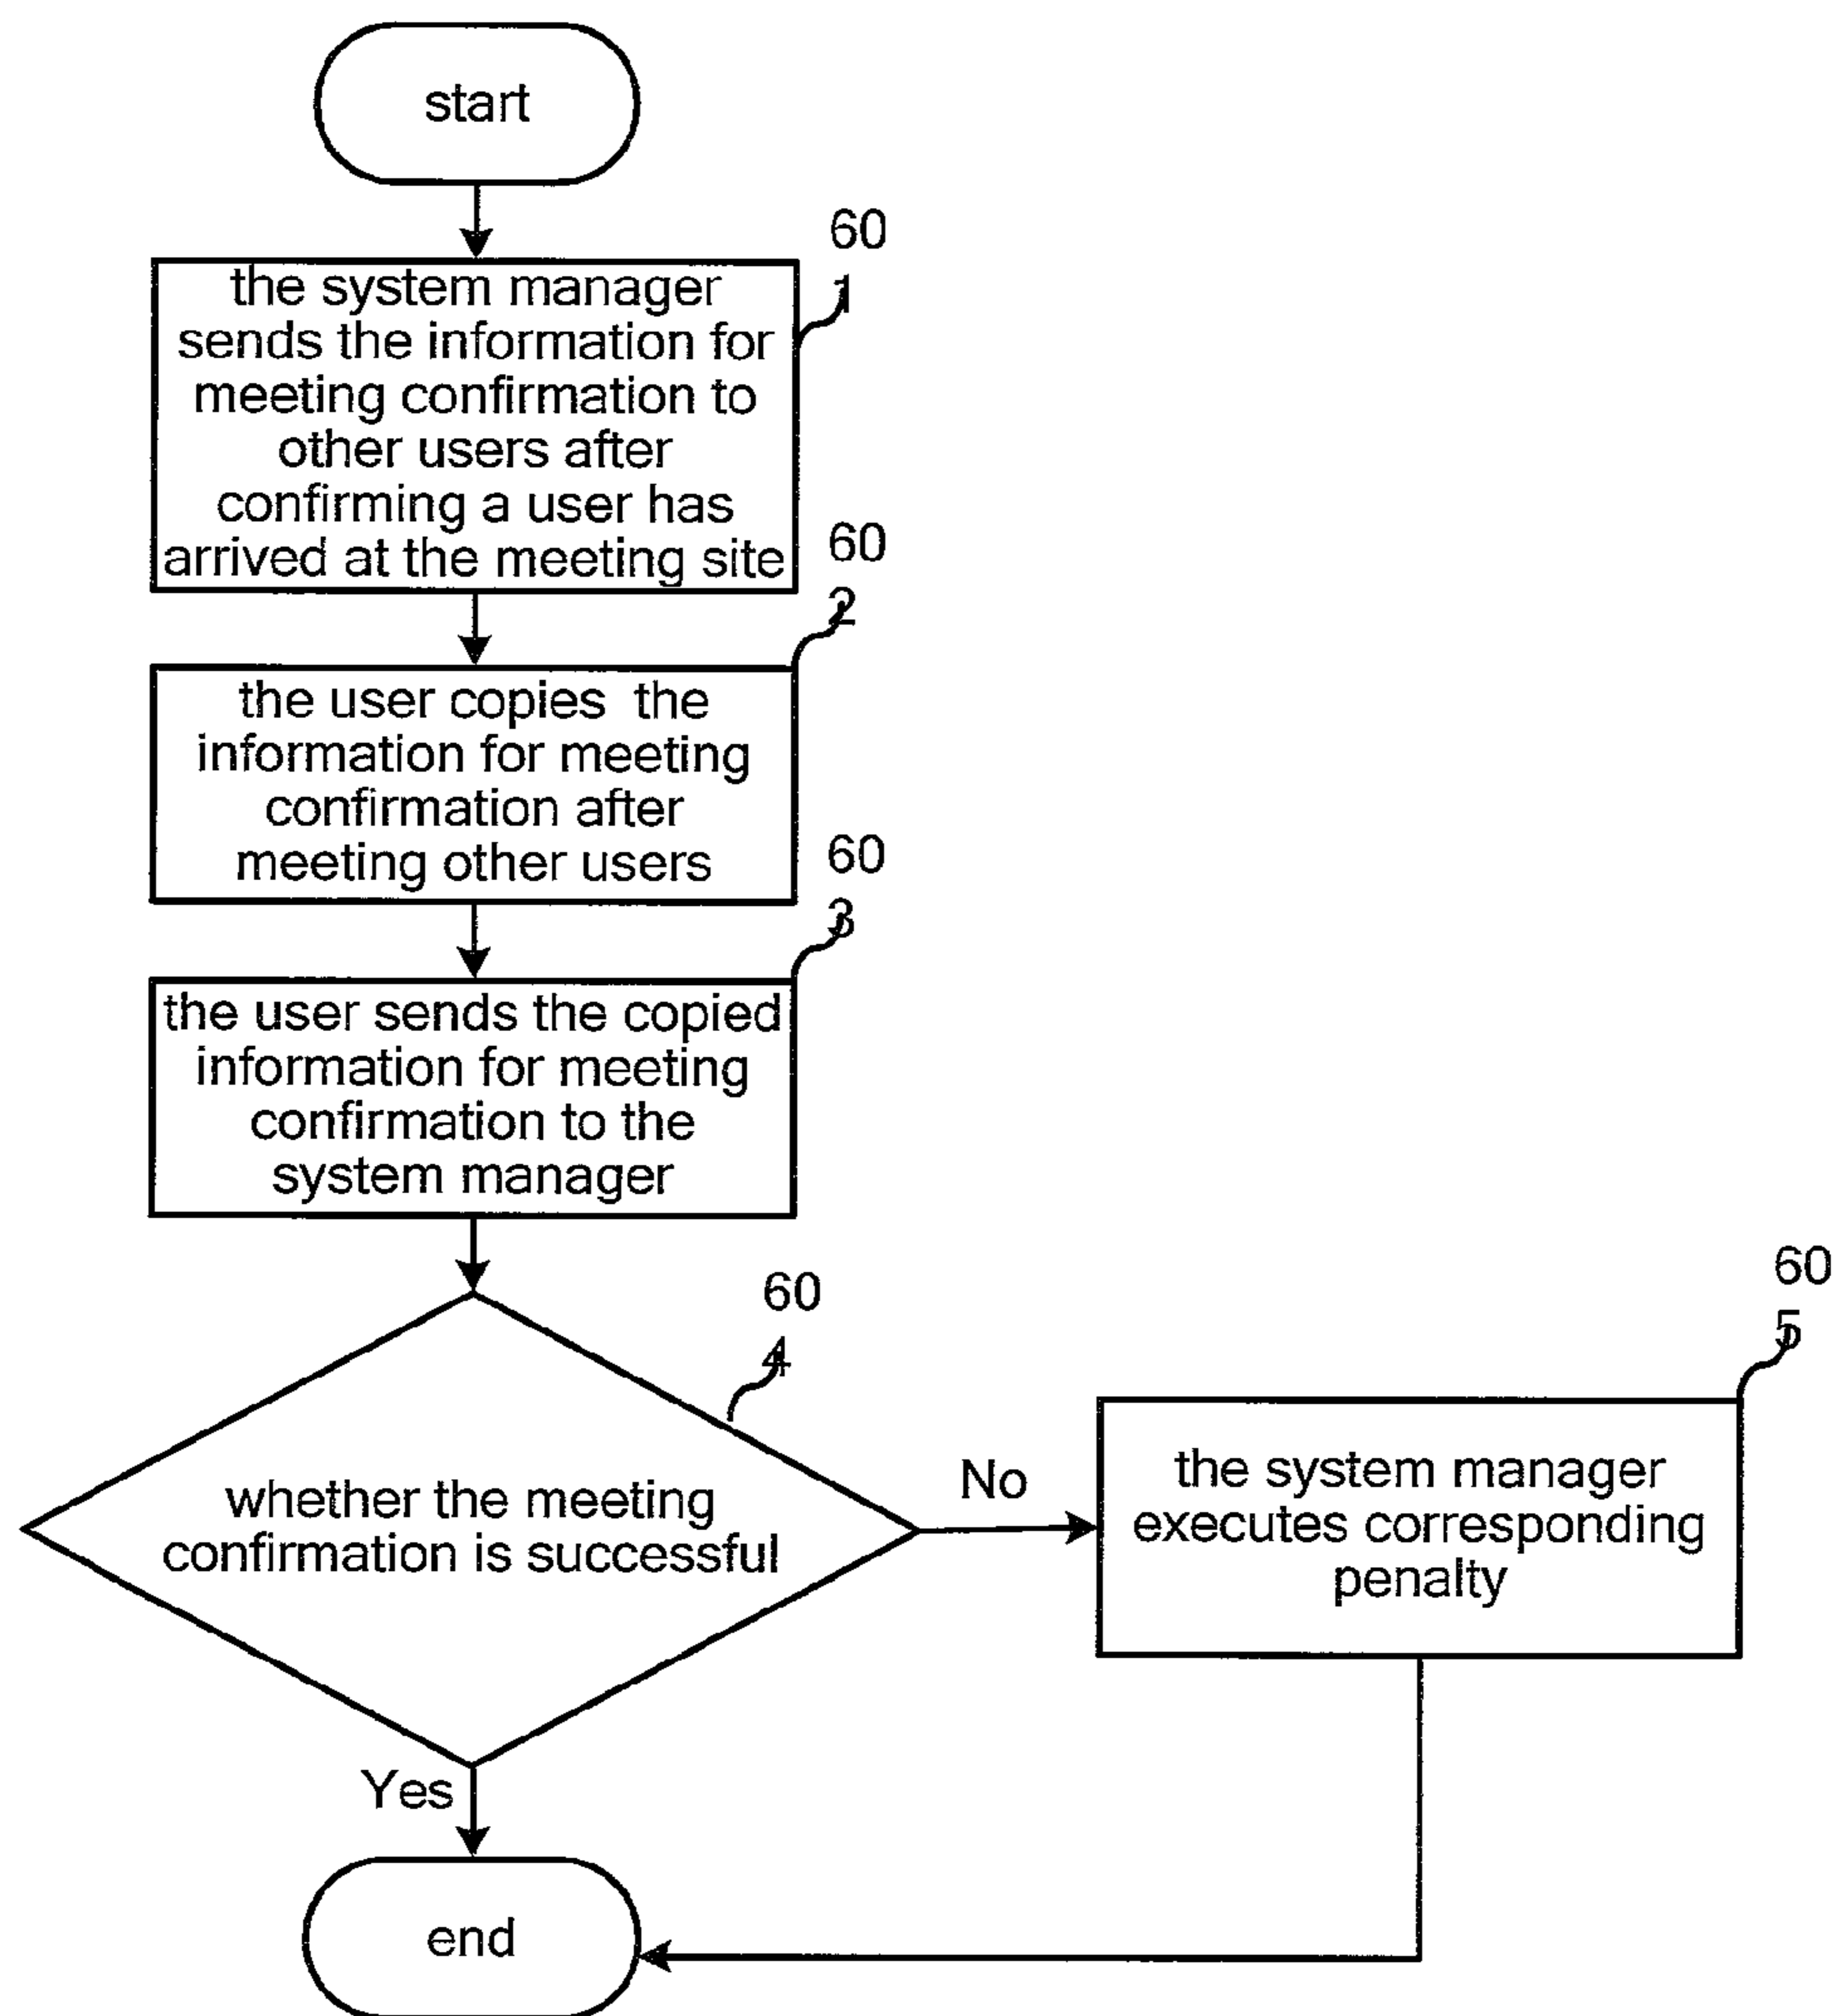 start
60
1
the system manager
sends the information for
meeting confirmation to
other users after
confirming a user has
arrived at the meeting site
60
2
the user copies the
information for meeting
confirmation after
meeting other users
60
3
the user sends the copied
information for meeting
confirmation to the
system manager
60
4
whether the meeting
confirmation is successful
No
60
5
the system manager
executes corresponding
penalty
Yes
end